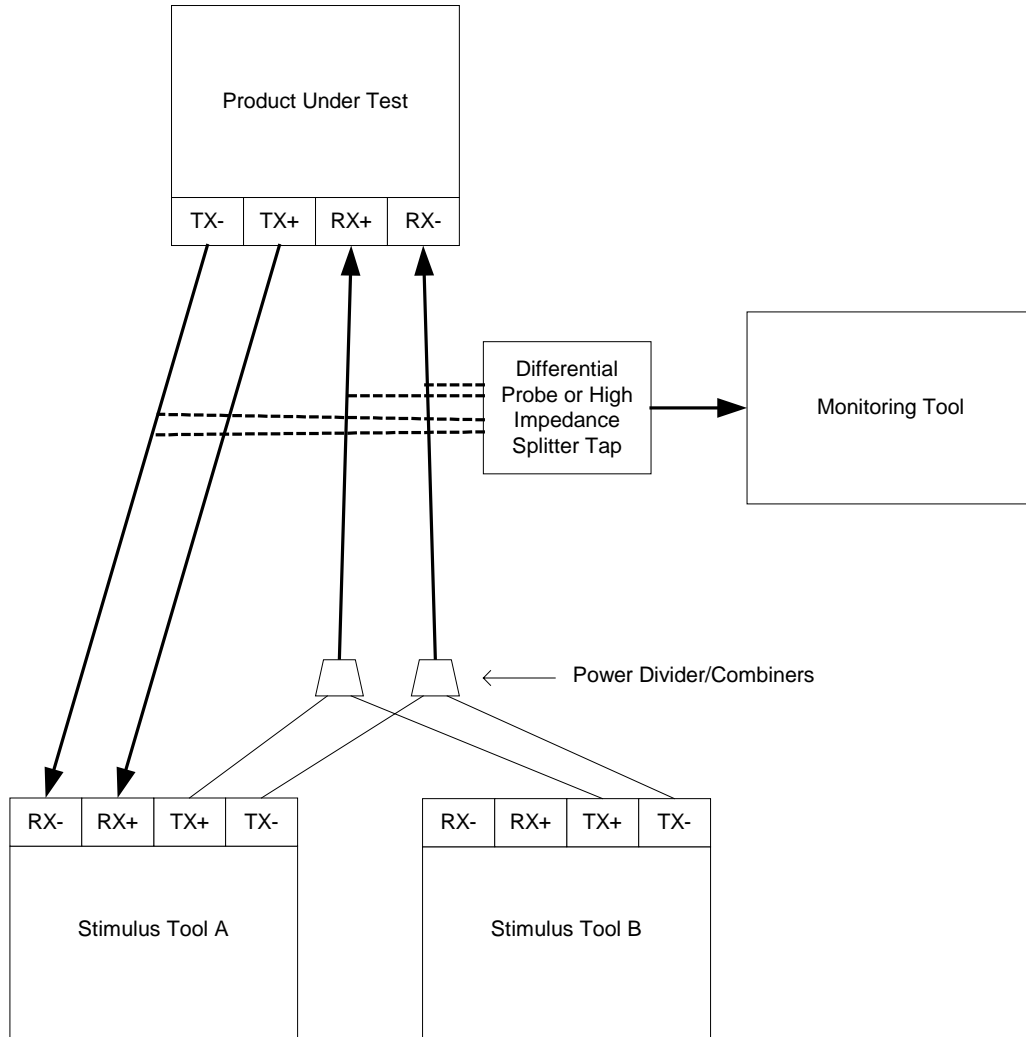 Product Under Test
TX-
TX+
RX+
RX-
Differential
Probe or High
Impedance
Splitter Tap
Monitoring Tool
Power Divider/Combiners
RX-
RX+
TX+
TX-
RX-
RX+
TX+
TX-
Stimulus Tool A
Stimulus Tool B